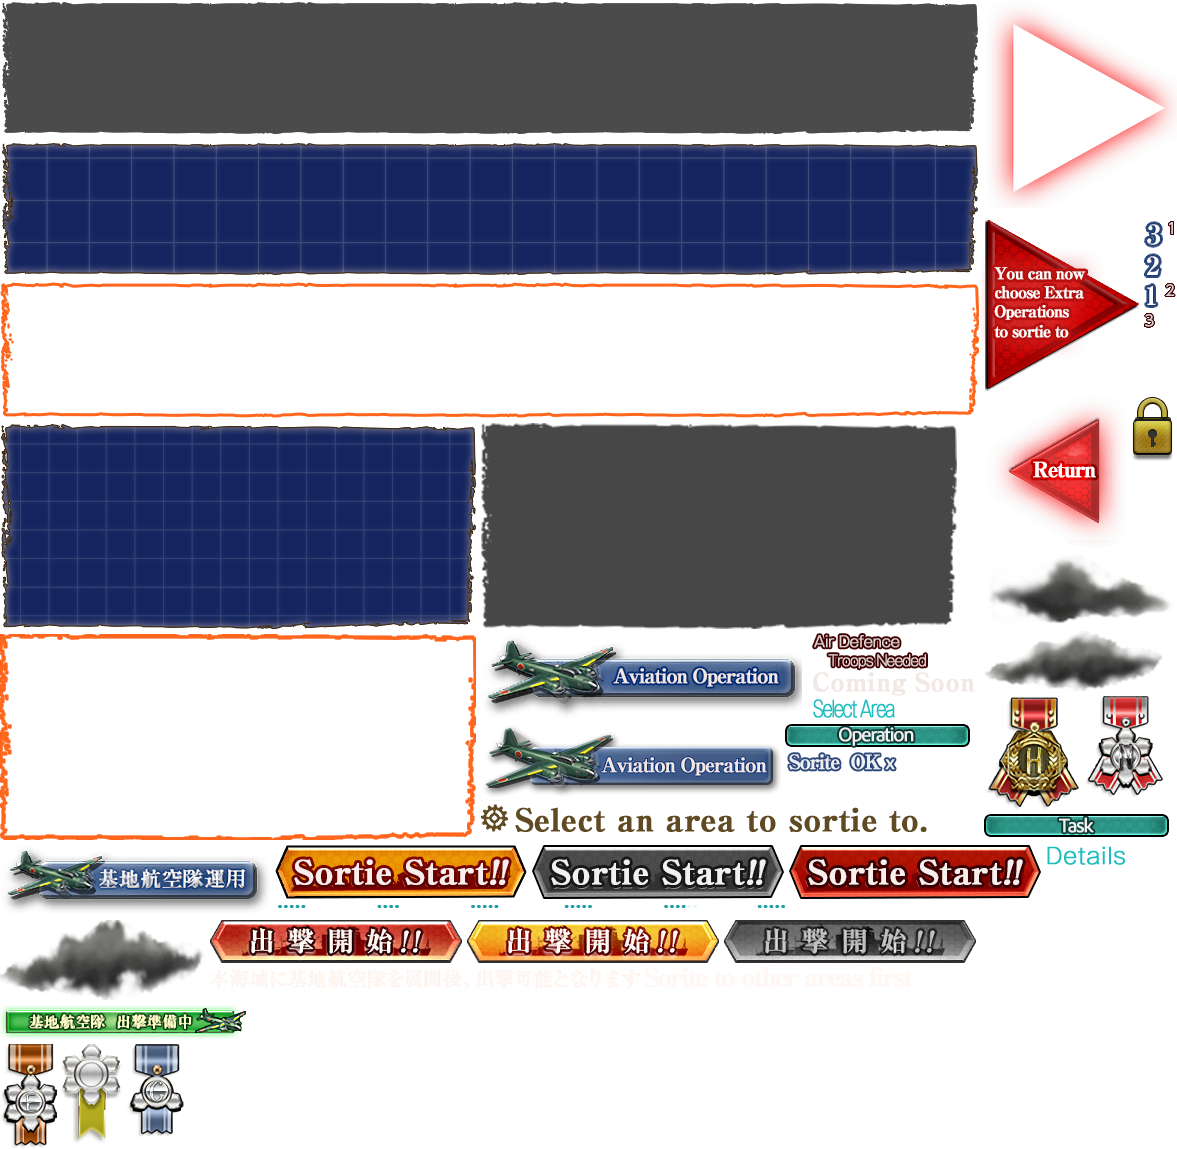 You can now
choose Extra
Operations
to sortie to
3 1
2
1 2
3
Return
Aviation Operation
Air Defence
Troops Needed
Coming Soon
Select Area
Operation
Aviation Operation
Sorite OK x
Select an area to sortie to.
H
N
Task
Details
基地航空隊運用
Sortie Start!!
Sortie Start!!
Sortie Start!!
出撃開始!!
出撃開始!!
出撃開始!!
本海域に基地航空隊を展開後、出撃可能となります Sorite to other areas first
基地航空隊 出撃準備中
F
C